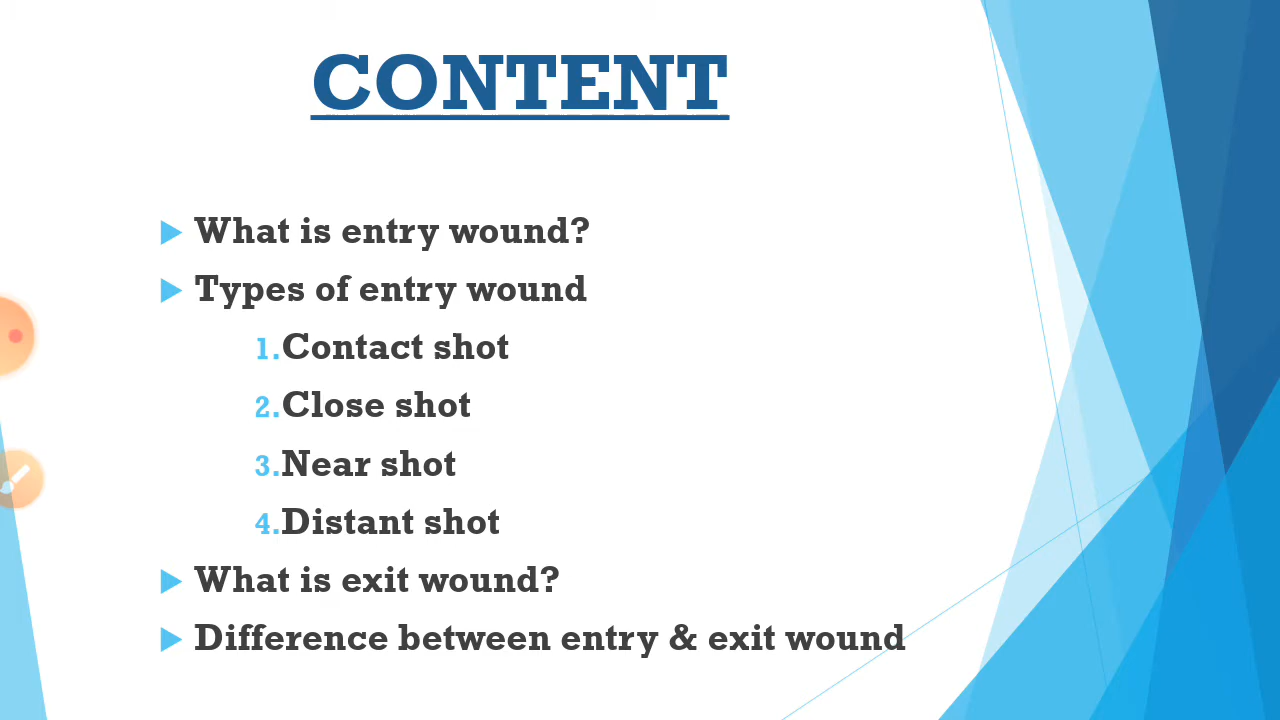 CONTENT
What is entry wound?
Types of entry wound
1.Contact shot
2.Close shot
3.Near shot
4.Distant shot
What is exit wound?
Difference between entry & exit wound